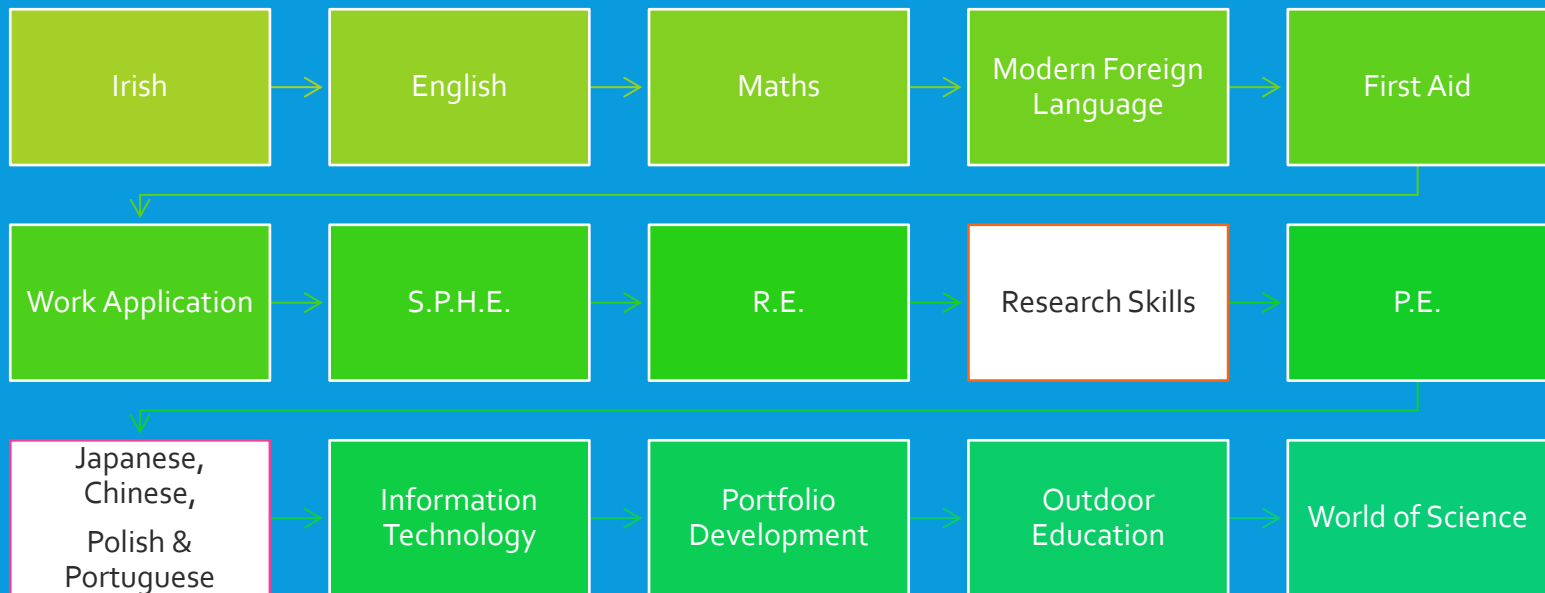 Irish
English
Maths
Modern Foreign
Language
First Aid
Work Application
S.P.H.E.
R.E.
Research Skills
P.E.
Japanese,
Chinese,
Polish &
Portuguese
Information
Technology
Portfolio
Development
Outdoor
Education
World of Science